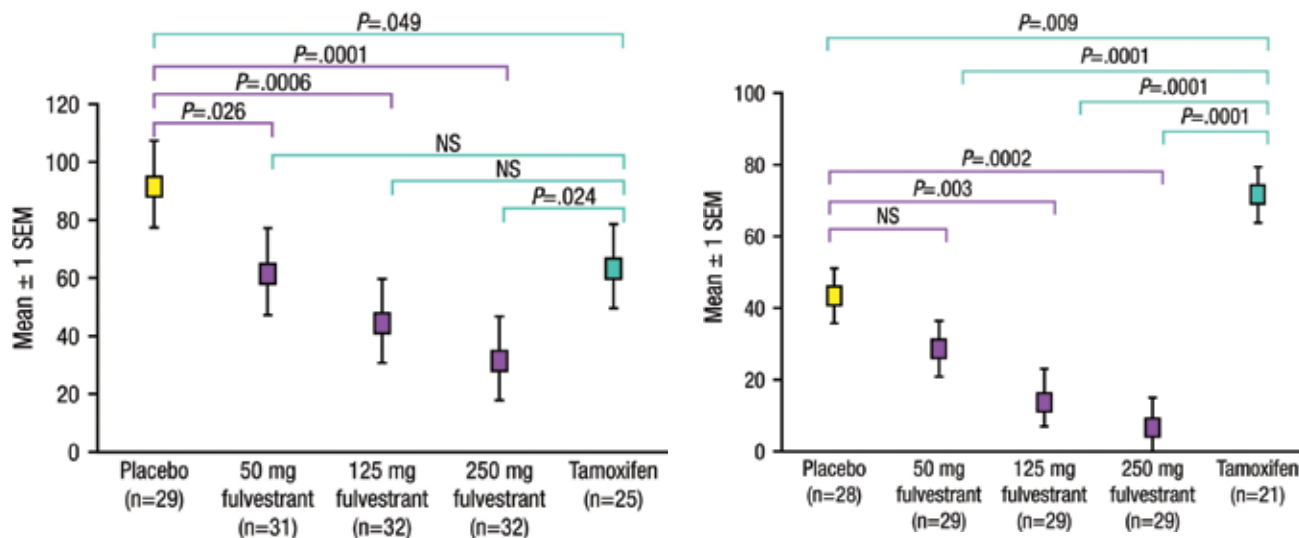 P=.049
P=.0001
P=.0006
P=.026
NS
NS
P=.024
Mean ± 1 SEM
120
100
80
60
40
20
0
Placebo
(n=29)
50 mg
fulvestrant
(n=31)
125 mg
fulvestrant
(n=32)
250 mg
fulvestrant
(n=32)
Tamoxifen
(n=25)
P=.009
P=.0001
P=.0001
P=.0001
P=.0002
P=.003
NS
Mean ± 1 SEM
100
80
60
40
20
0
Placebo
(n=28)
50 mg
fulvestrant
(n=29)
125 mg
fulvestrant
(n=29)
250 mg
fulvestrant
(n=29)
Tamoxifen
(n=21)